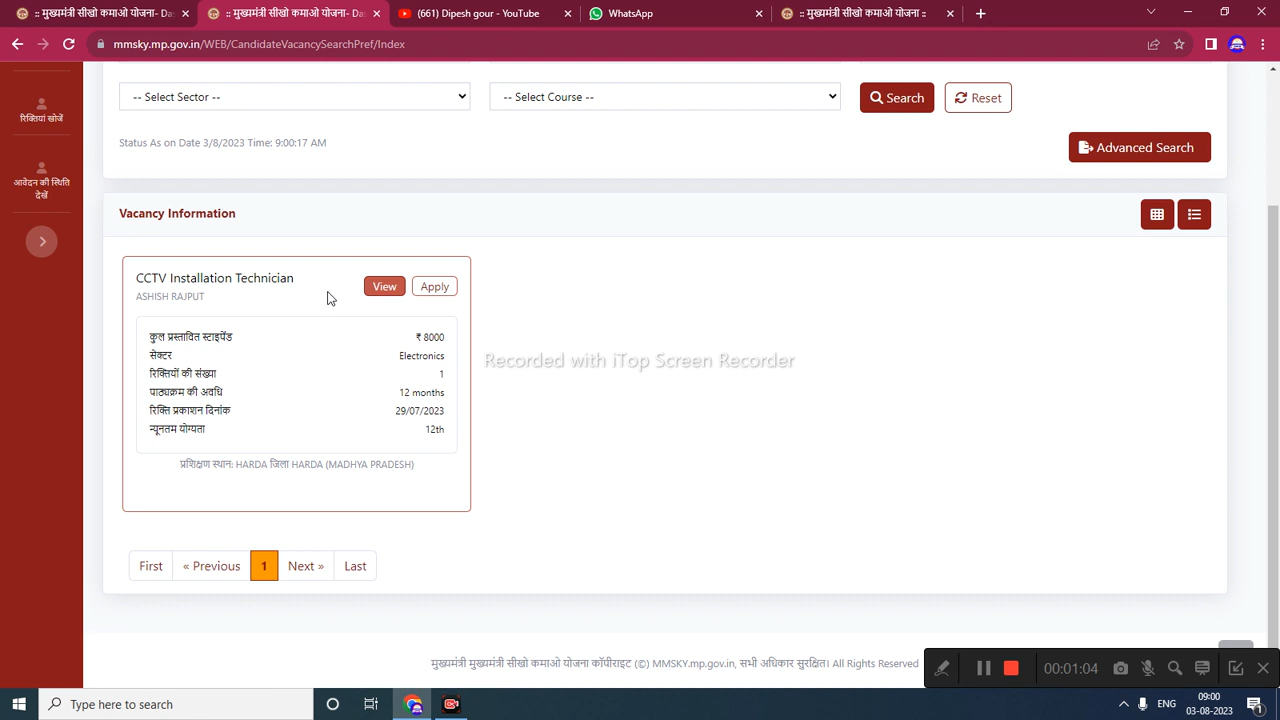 मुख्यमंत्री सीखो कमाओ योजना- Das
मुख्यमंत्री सीखो कमाओ योजना- Das
(661) Dipesh gour - YouTube
WhatsApp
मुख्यमंत्री सीखो कमाओ योजना ::
mmsky.mp.gov.in/WEB/CandidateVacancySearchPref/Index
रिक्तियां खोजें
आवेदन की स्थिति
देखें
-- Select Sector --
-- Select Course --
Search
Reset
Status As on Date 3/8/2023 Time: 9:00:17 AM
Advanced Search
Vacancy Information
CCTV Installation Technician
ASHISH RAJPUT
View
Apply
कुल प्रस्तावित स्टाइपेंड ₹ 8000
सेक्टर Electronics
रिक्तियों की संख्या 1
पाठ्यक्रम की अवधि 12 months
रिक्ति प्रकाशन दिनांक 29/07/2023
न्यूनतम योग्यता 12th
प्रशिक्षण स्थान: HARDA जिला HARDA (MADHYA PRADESH)
Recorded with iTop Screen Recorder
First « Previous 1 Next » Last
मुख्यमंत्री मुख्यमंत्री सीखो कमाओ योजना कॉपीराइट (©) MMSKY.mp.gov.in, सभी अधिकार सुरक्षित। All Rights Reserved
00:01:04
Type here to search
ENG
09:00
03-08-2023
1